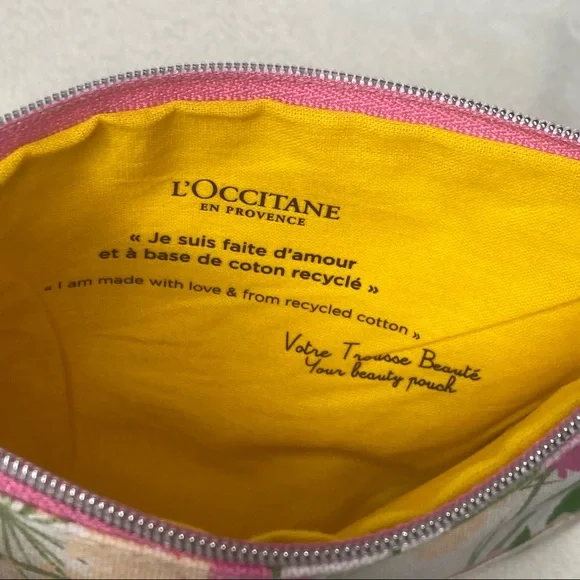 L'OCCITANE
EN PROVENCE
« Je suis faite d'amour
et à base de coton recyclé »
« I am made with love & from recycled cotton »
Votre Trousse Beauté
Your beauty pouch